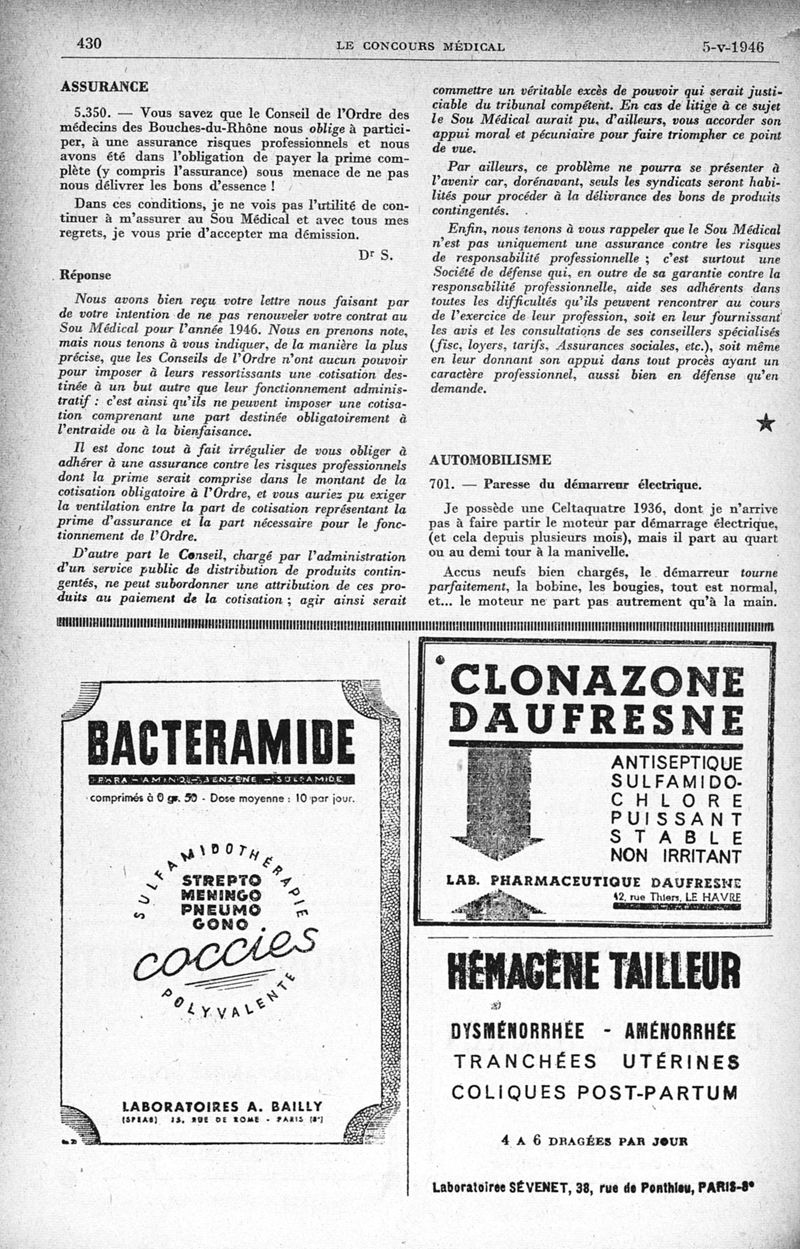 430
LE CONCOURS MÉDICAL
5-V-1946
ASSURANCE
5.350. — Vous savez que le Conseil de l'Ordre des
médecins des Bouches-du-Rhône nous oblige à partici-
per, à une assurance risques professionnels et nous
avons été dans l'obligation de payer la prime com-
plète (y compris l'assurance) sous menace de ne pas
nous délivrer les bons d'essence !
Dans ces conditions, je ne vois pas l'utilité de con-
tinuer à m'assurer au Sou Médical et avec tous mes
regrets, je vous prie d'accepter ma démission.
Dr S.
Réponse
Nous avons bien reçu votre lettre nous faisant par
de votre intention de ne pas renouveler votre contrat au
Sou Médical pour l'année 1946. Nous en prenons note,
mais nous tenons à vous indiquer, de la manière la plus
précise, que les Conseils de l'Ordre n'ont aucun pouvoir
pour imposer à leurs ressortissants une cotisation des-
tinée à un but autre que leur fonctionnement adminis-
tratif : c'est ainsi qu'ils ne peuvent imposer une cotisa-
tion comprenant une part destinée obligatoirement à
l'entraide ou à la bienfaisance.
Il est donc tout à fait irrégulier de vous obliger à
adhérer à une assurance contre les risques professionnels
dont la prime serait comprise dans le montant de la
cotisation obligatoire à l'Ordre, et vous auriez pu exiger
la ventilation entre la part de cotisation représentant la
prime d'assurance et la part nécessaire pour le fonc-
tionnement de l'Ordre.
D'autre part le Conseil, chargé par l'administration
d'un service public de distribution de produits contin-
gentés, ne peut subordonner une attribution de ces pro-
duits au paiement de la cotisation ; agir ainsi serait
commettre un véritable excès de pouvoir qui serait justi-
ciable du tribunal compétent. En cas de litige à ce sujet
le Sou Médical aurait pu, d'ailleurs, vous accorder son
appui moral et pécuniaire pour faire triompher ce point
de vue.
Par ailleurs, ce problème ne pourra se présenter à
l'avenir car, dorénavant, seuls les syndicats seront habi-
lités pour procéder à la délivrance des bons de produits
contingentés.
Enfin, nous tenons à vous rappeler que le Sou Médical
n'est pas uniquement une assurance contre les risques
de responsabilité professionnelle ; c'est surtout une
Société de défense qui, en outre de sa garantie contre la
responsabilité professionnelle, aide ses adhérents dans
toutes les difficultés qu'ils peuvent rencontrer au cours
de l'exercice de leur profession, soit en leur fournissant
les avis et les consultations de ses conseillers spécialisés
(fisc, loyers, tarifs, Assurances sociales, etc.), soit même
en leur donnant son appui dans tout procès ayant un
caractère professionnel, aussi bien en défense qu'en
demande.
AUTOMOBILISME
701. — Paresse du démarreur électrique.
Je possède une Celtaquatre 1936, dont je n'arrive
pas à faire partir le moteur par démarrage électrique,
(et cela depuis plusieurs mois), mais il part au quart
ou au demi tour à la manivelle.
Accus neufs bien chargés, le démarreur tourne
parfaitement, la bobine, les bougies, tout est normal,
et... le moteur ne part pas autrement qu'à la main.
BACTERAMIDE
PARA - AMINO - BENZÈNE - SULFAMIDE
comprimés à 0 gr. 50 - Dose moyenne : 10 par jour.
SULFAMIDOTHÉRAPIE
STREPTO
MENINGO
PNEUMO
GONO
coccies
POLYVALENTE
LABORATOIRES A. BAILLY
(SPEAB) 15, RUE DE ROME - PARIS (8e)
CLONAZONE
DAUFRESNE
ANTISEPTIQUE
SULFAMIDO-
CHLORE
PUISSANT
STABLE
NON IRRITANT
LAB. PHARMACEUTIQUE DAUFRESNE
42, rue Thiers, LE HAVRE
HÉMAGÈNE TAILLEUR
DYSMÉNORRHÉE - AMÉNORRHÉE
TRANCHÉES UTÉRINES
COLIQUES POST-PARTUM
4 A 6 DRAGÉES PAR JOUR
Laboratoires SÉVENET, 38, rue de Ponthieu, PARIS-8e